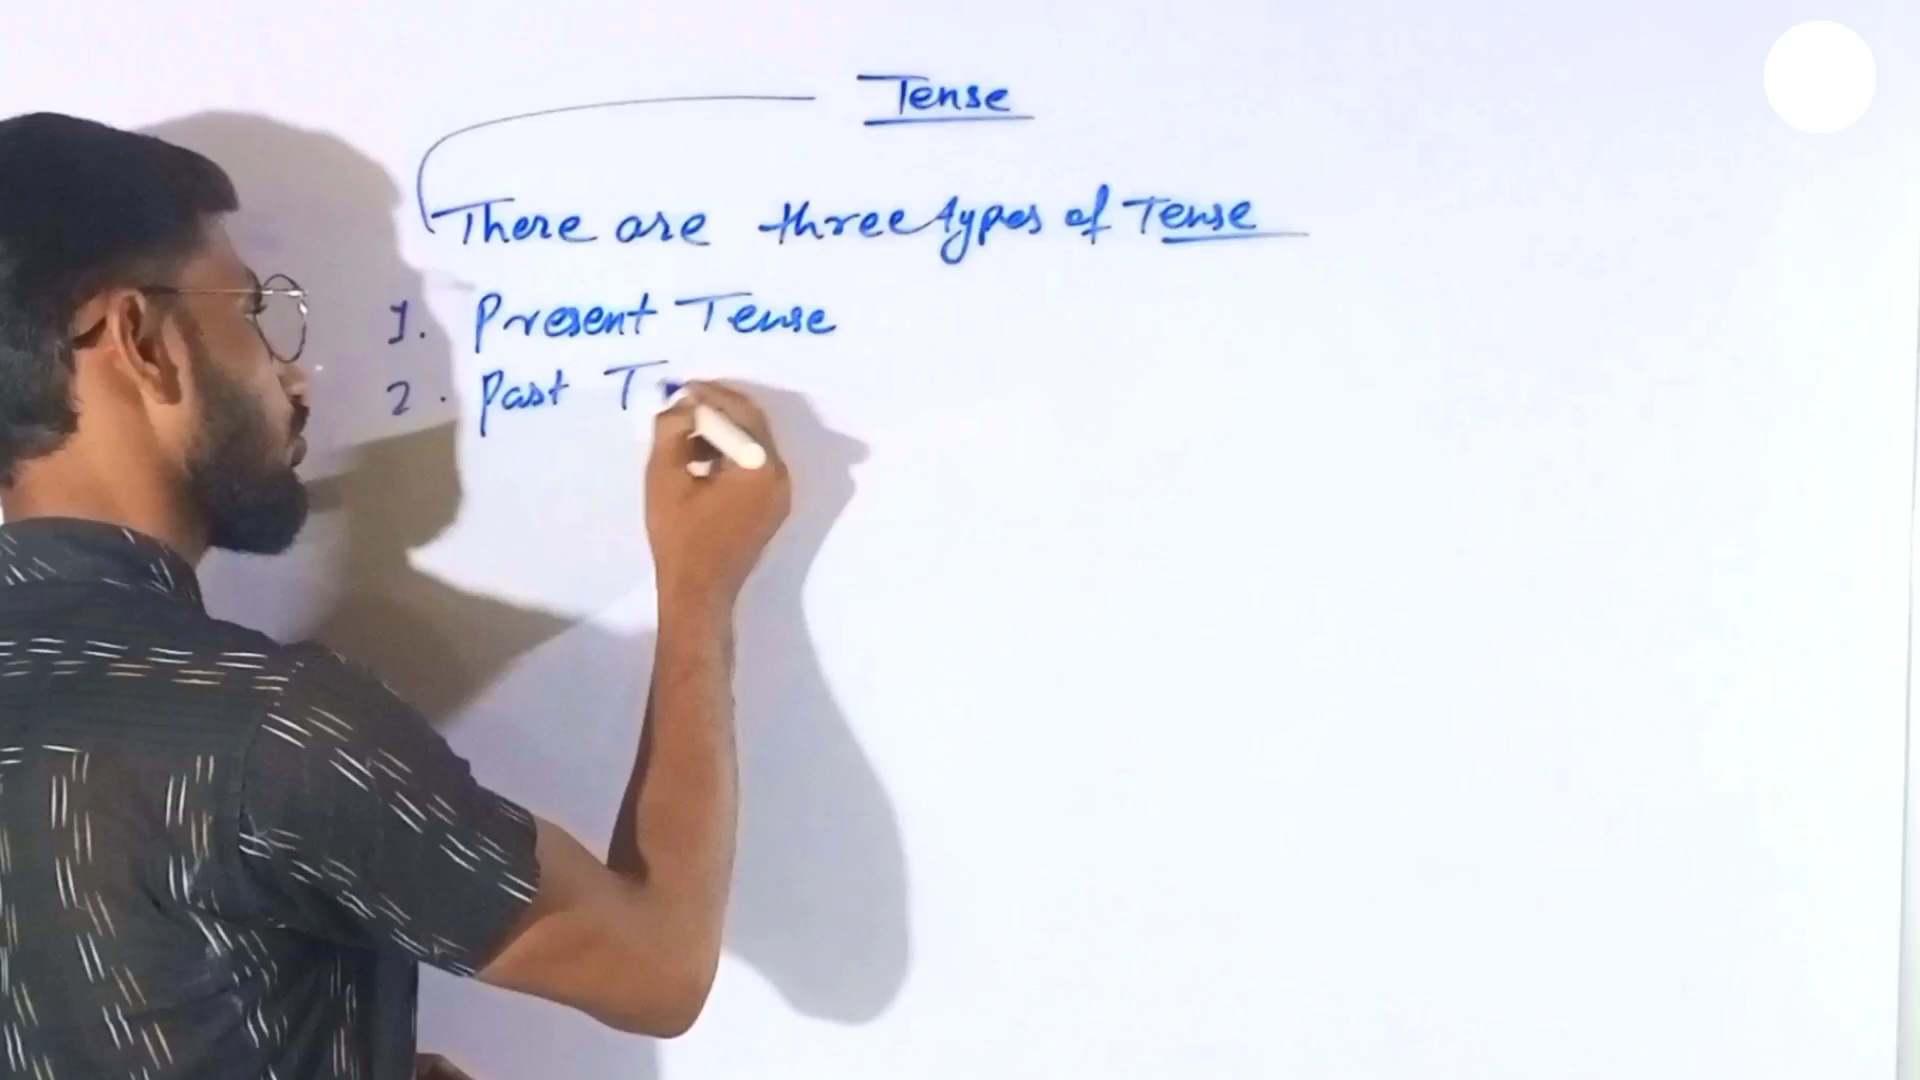 Tense
There are three types of Tense
1. Present Tense
2. Past T